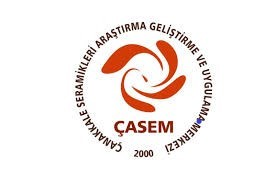 ÇANAKKALE SERAMİKLERİ ARAŞTIRMA GELİŞTİRME VE UYGULAMA MERKEZİ
ÇASEM
2000